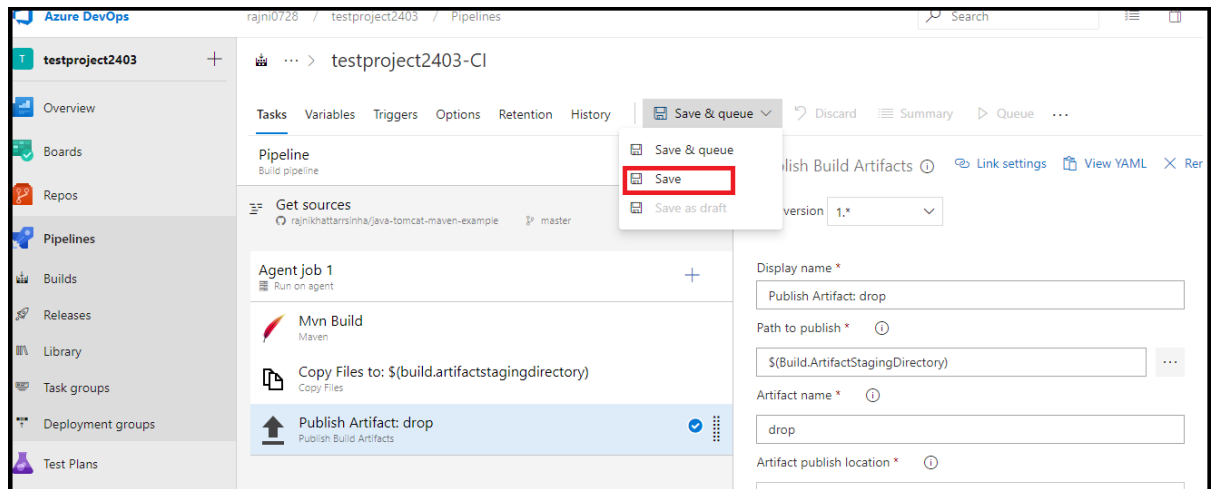 Azure DevOps
rajni0728 / testproject2403 / Pipelines
Search
T testproject2403
Overview
Boards
Repos
Pipelines
Builds
Releases
Library
Task groups
Deployment groups
Test Plans
... > testproject2403-CI
Tasks Variables Triggers Options Retention History
Save & queue Discard Summary Queue ...
Save & queue
Save
Save as draft
Pipeline
Build pipeline
Get sources
rajnikhattarrsinha/java-tomcat-maven-example master
Agent job 1
Run on agent
Mvn Build
Maven
Copy Files to: $(build.artifactstagingdirectory)
Copy Files
Publish Artifact: drop
Publish Build Artifacts
lish Build Artifacts Link settings View YAML Rer
version 1.*
Display name *
Publish Artifact: drop
Path to publish *
$(Build.ArtifactStagingDirectory) ...
Artifact name *
drop
Artifact publish location *